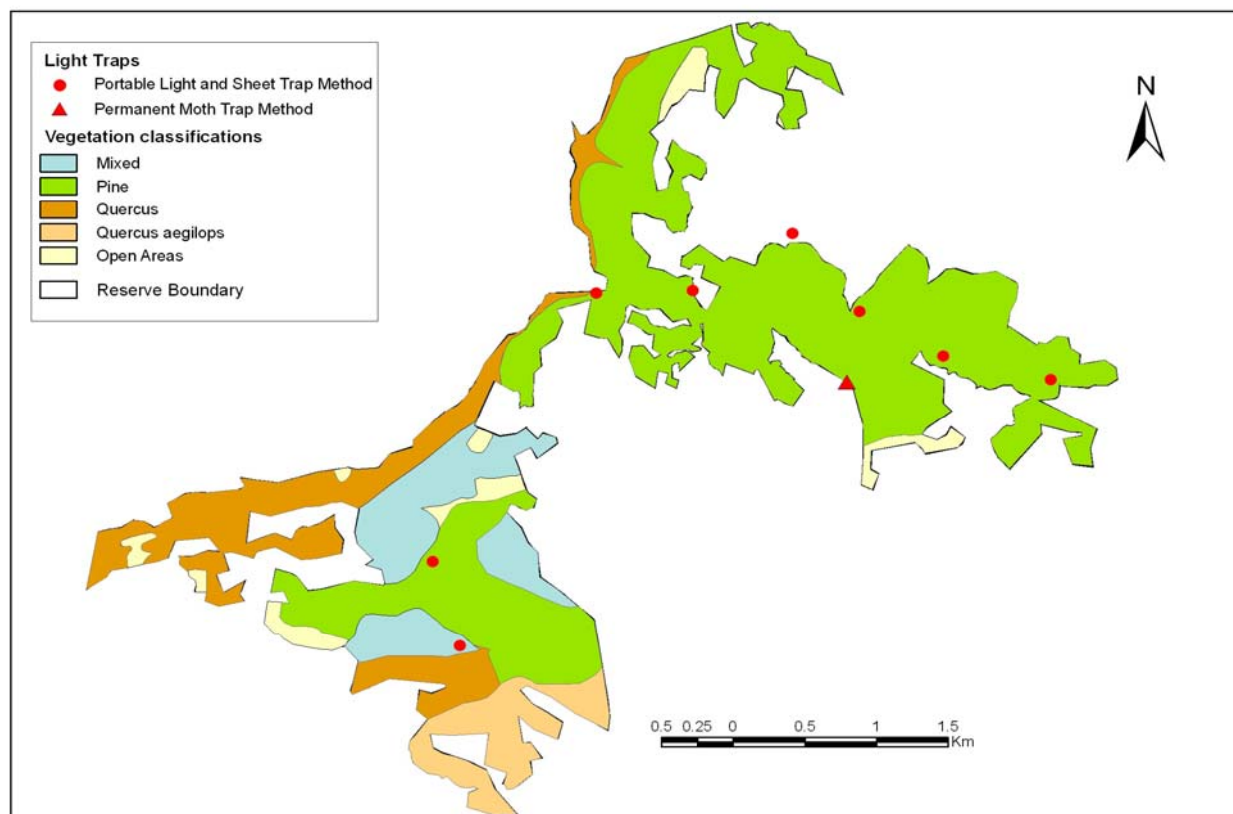 Light Traps
Portable Light and Sheet Trap Method
Permanent Moth Trap Method
Vegetation classifications
Mixed
Pine
Quercus
Quercus aegilops
Open Areas
Reserve Boundary
N
0.5 0.25 0 0.5 1 1.5
Km